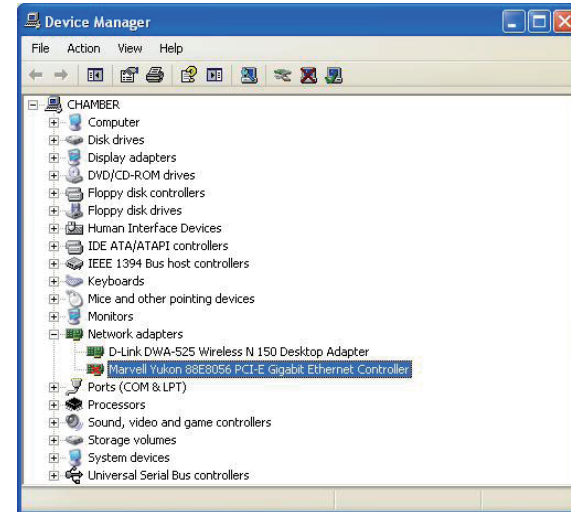 Device Manager
File Action View Help
CHAMBER
Computer
Disk drives
Display adapters
DVD/CD-ROM drives
Floppy disk controllers
Floppy disk drives
Human Interface Devices
IDE ATA/ATAPI controllers
IEEE 1394 Bus host controllers
Keyboards
Mice and other pointing devices
Monitors
Network adapters
D-Link DWA-525 Wireless N 150 Desktop Adapter
Marvell Yukon 88E8056 PCI-E Gigabit Ethernet Controller
Ports (COM & LPT)
Processors
Sound, video and game controllers
Storage volumes
System devices
Universal Serial Bus controllers